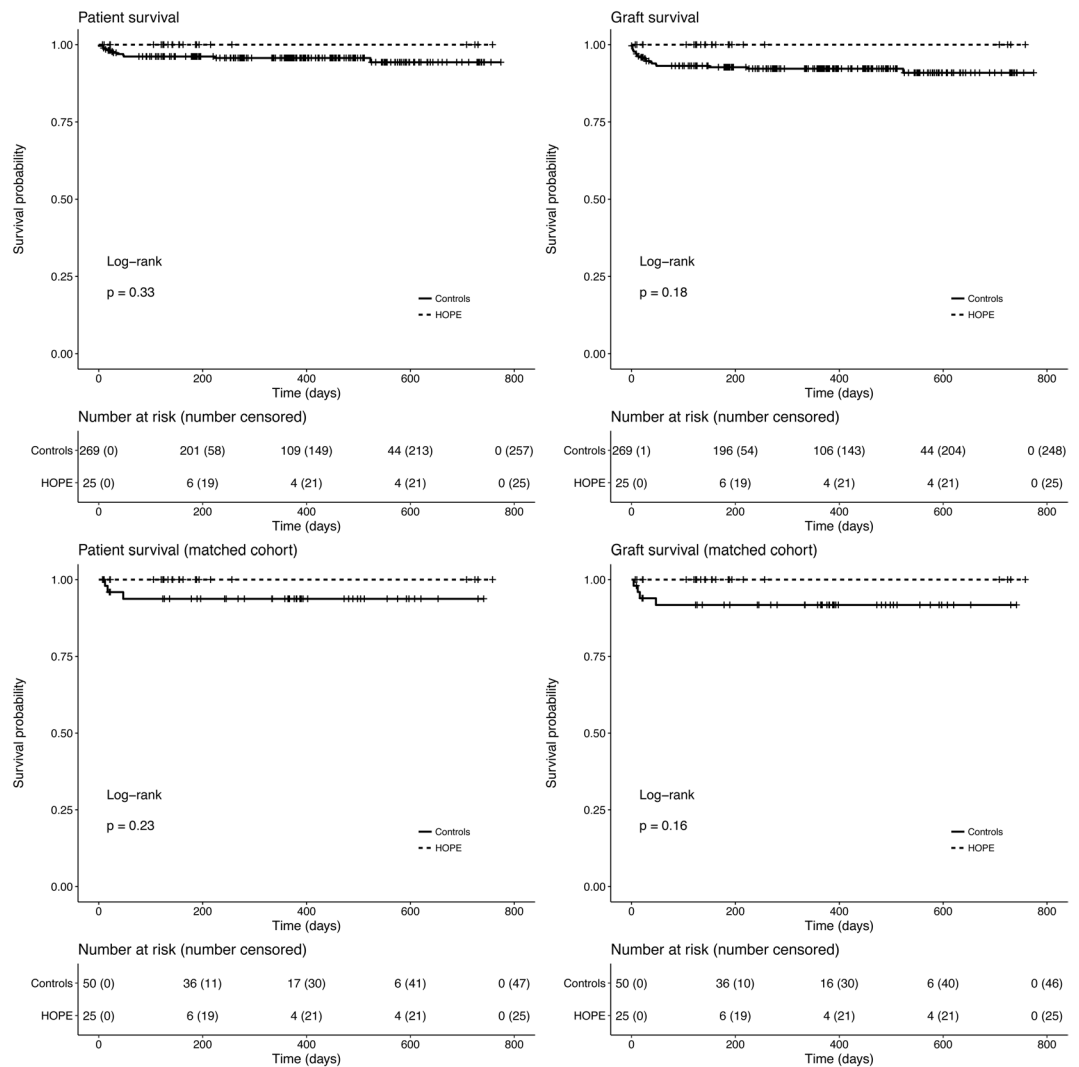 Patient survival
1.00
0.75
0.50
0.25
0.00
Survival probability
Log−rank
p = 0.33
Controls
HOPE
0 200 400 600 800
Time (days)
Number at risk (number censored)
Controls 269 (0) 201 (58) 109 (149) 44 (213) 0 (257)
HOPE 25 (0) 6 (19) 4 (21) 4 (21) 0 (25)
0 200 400 600 800
Time (days)
Graft survival
1.00
0.75
0.50
0.25
0.00
Survival probability
Log−rank
p = 0.18
Controls
HOPE
0 200 400 600 800
Time (days)
Number at risk (number censored)
Controls 269 (1) 196 (54) 106 (143) 44 (204) 0 (248)
HOPE 25 (0) 6 (19) 4 (21) 4 (21) 0 (25)
0 200 400 600 800
Time (days)
Patient survival (matched cohort)
1.00
0.75
0.50
0.25
0.00
Survival probability
Log−rank
p = 0.23
Controls
HOPE
0 200 400 600 800
Time (days)
Number at risk (number censored)
Controls 50 (0) 36 (11) 17 (30) 6 (41) 0 (47)
HOPE 25 (0) 6 (19) 4 (21) 4 (21) 0 (25)
0 200 400 600 800
Time (days)
Graft survival (matched cohort)
1.00
0.75
0.50
0.25
0.00
Survival probability
Log−rank
p = 0.16
Controls
HOPE
0 200 400 600 800
Time (days)
Number at risk (number censored)
Controls 50 (0) 36 (10) 16 (30) 6 (40) 0 (46)
HOPE 25 (0) 6 (19) 4 (21) 4 (21) 0 (25)
0 200 400 600 800
Time (days)